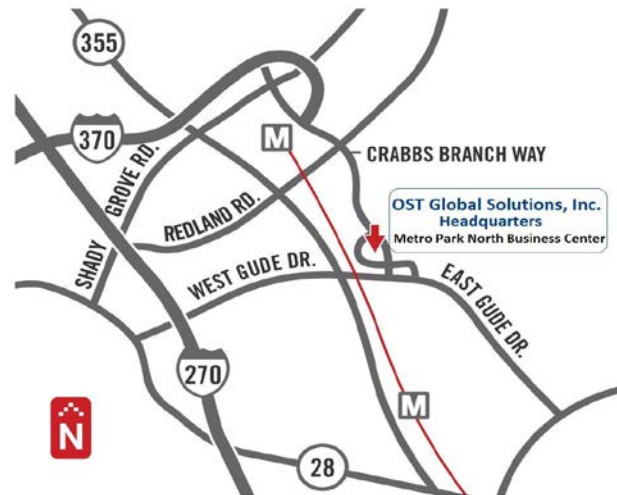 355
370
M
SHADY GROVE RD.
REDLAND RD.
CRABBS BRANCH WAY
OST Global Solutions, Inc.
Headquarters
Metro Park North Business Center
WEST GUDE DR.
EAST GUDE DR.
270
M
N
28